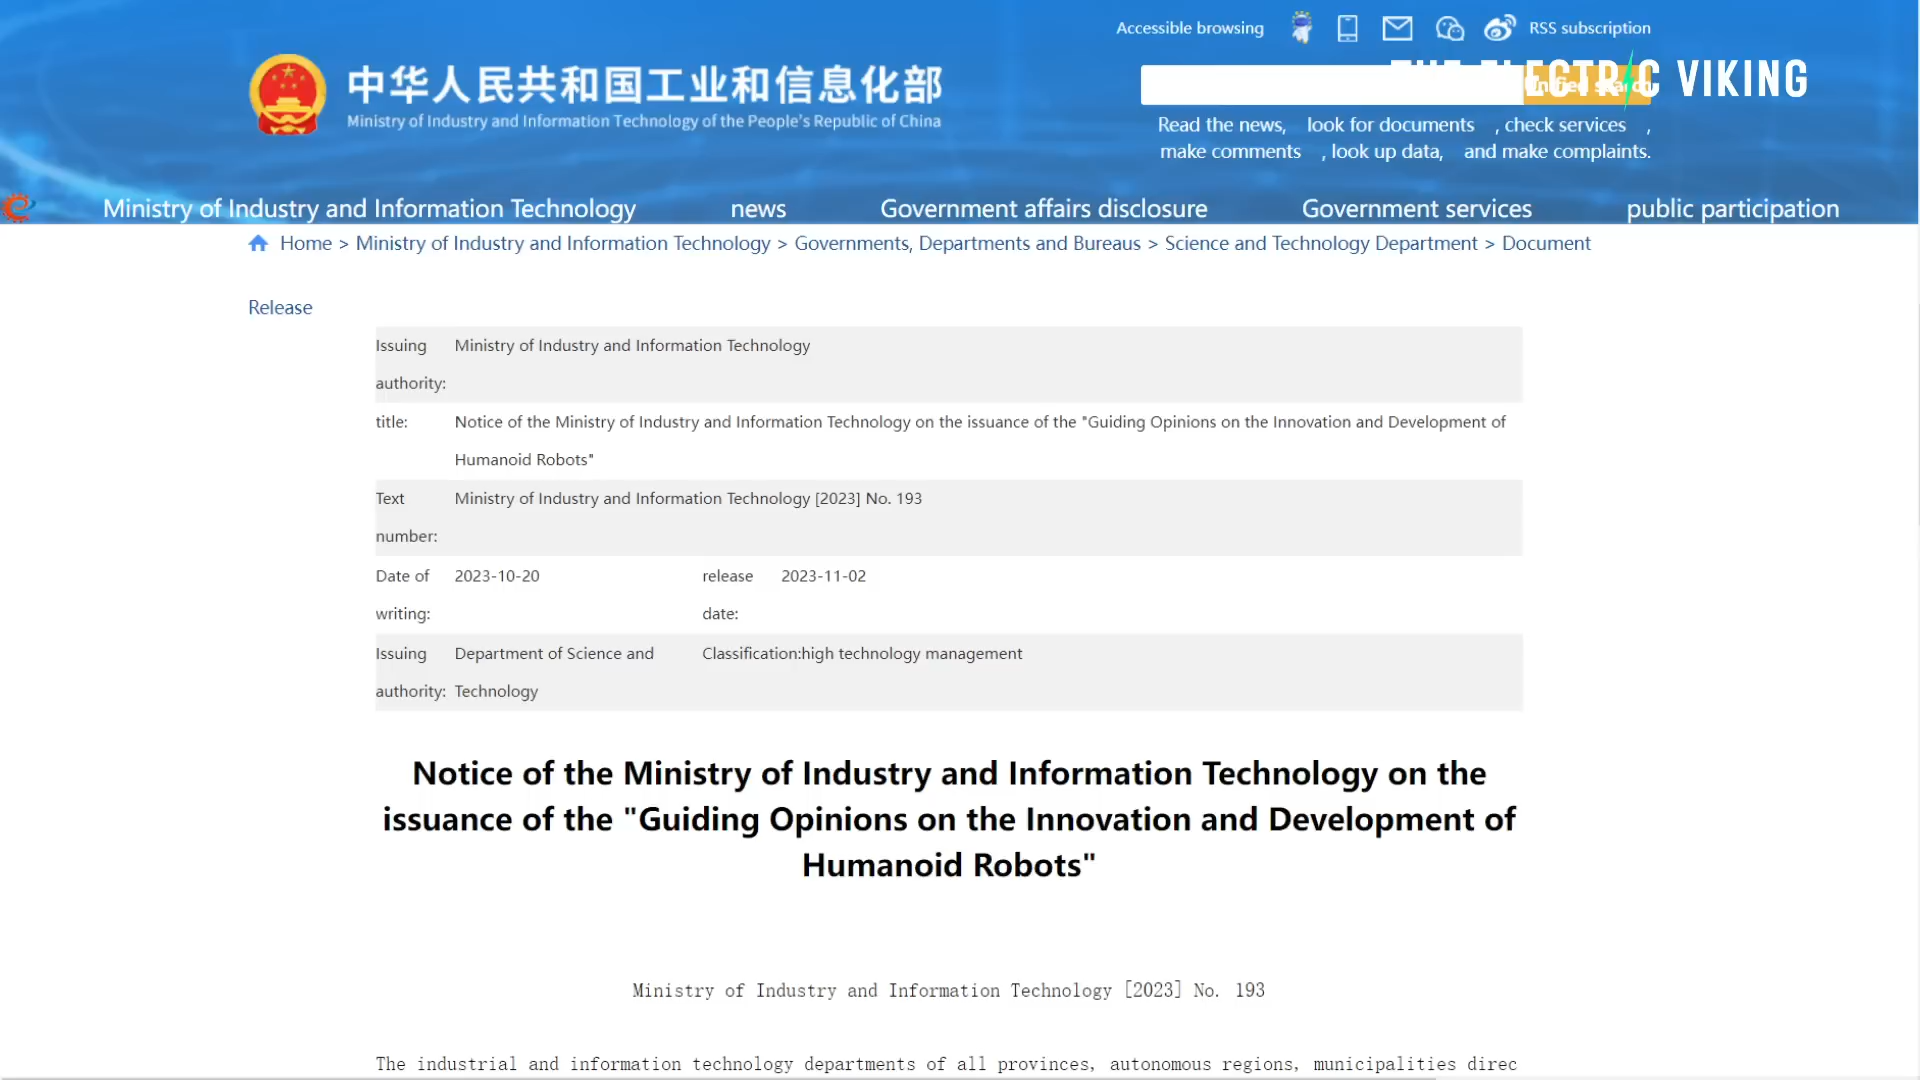 Accessible browsing RSS subscription
中华人民共和国工业和信息化部
Ministry of Industry and Information Technology of the People's Republic of China
THE ELECTRIC VIKING
Read the news, look for documents , check services ,
make comments , look up data, and make complaints.
Ministry of Industry and Information Technology news Government affairs disclosure Government services public participation
Home > Ministry of Industry and Information Technology > Governments, Departments and Bureaus > Science and Technology Department > Document
Release
Issuing Ministry of Industry and Information Technology
authority:
title: Notice of the Ministry of Industry and Information Technology on the issuance of the "Guiding Opinions on the Innovation and Development of
Humanoid Robots"
Text Ministry of Industry and Information Technology [2023] No. 193
number:
Date of 2023-10-20 release 2023-11-02
writing: date:
Issuing Department of Science and Classification:high technology management
authority: Technology
Notice of the Ministry of Industry and Information Technology on the
issuance of the "Guiding Opinions on the Innovation and Development of
Humanoid Robots"
Ministry of Industry and Information Technology [2023] No. 193
The industrial and information technology departments of all provinces, autonomous regions, municipalities direc